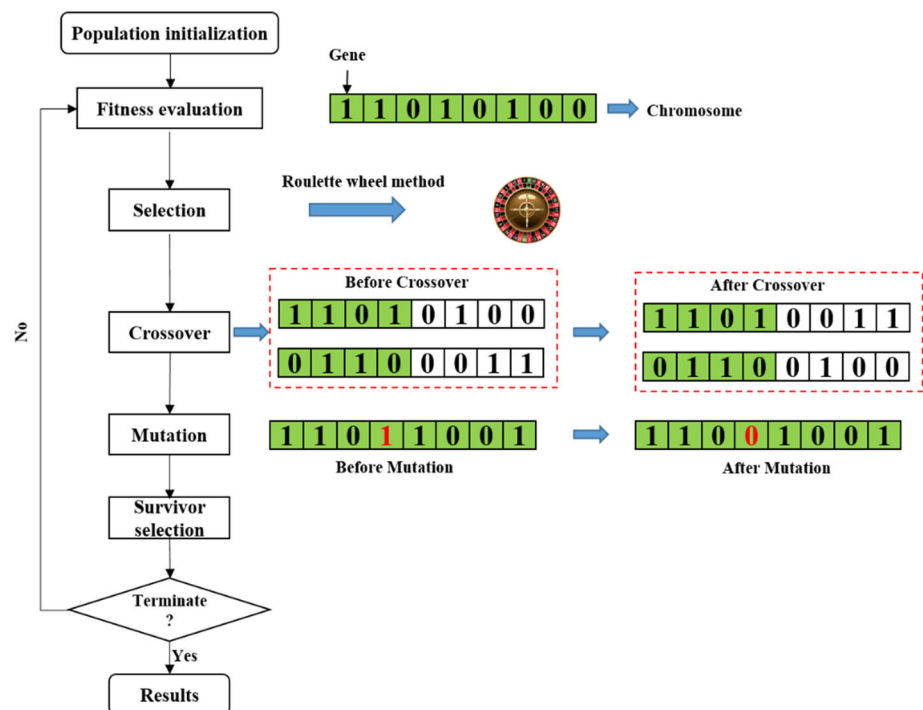 Population initialization
Gene
Fitness evaluation
1 1 0 1 0 1 0 0
Chromosome
Roulette wheel method
Selection
Before Crossover
After Crossover
1 1 0 1 0 1 0 0
1 1 0 1 0 0 1 1
No
Crossover
0 1 1 0 0 0 1 1
0 1 1 0 0 1 0 0
Mutation
1 1 0 1 1 0 0 1
1 1 0 0 1 0 0 1
Before Mutation
After Mutation
Survivor
selection
Terminate
?
Yes
Results